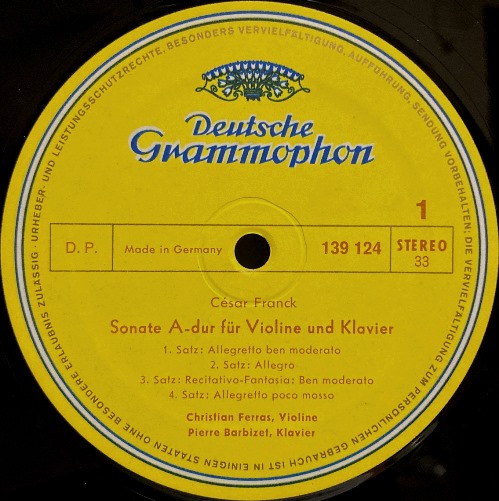 URHEBER- UND LEISTUNGSSCHUTZRECHTE, BESONDERS VERVIELFÄLTIGUNG, AUFFÜHRUNG, SENDUNG VORBEHALTEN: DIE VERVIELFÄLTIGUNG ZUM PERSÖNLICHEN GEBRAUCH IST IN EINIGEN STAATEN OHNE BESONDERE ERLAUBNIS ZULÄSSIG -
Deutsche
Grammophon
1
D. P. Made in Germany 139 124 STEREO
33
César Franck
Sonate A-dur für Violine und Klavier
1. Satz: Allegretto ben moderato
2. Satz: Allegro
3. Satz: Recitativo-Fantasia: Ben moderato
4. Satz: Allegretto poco mosso
Christian Ferras, Violine
Pierre Barbizet, Klavier